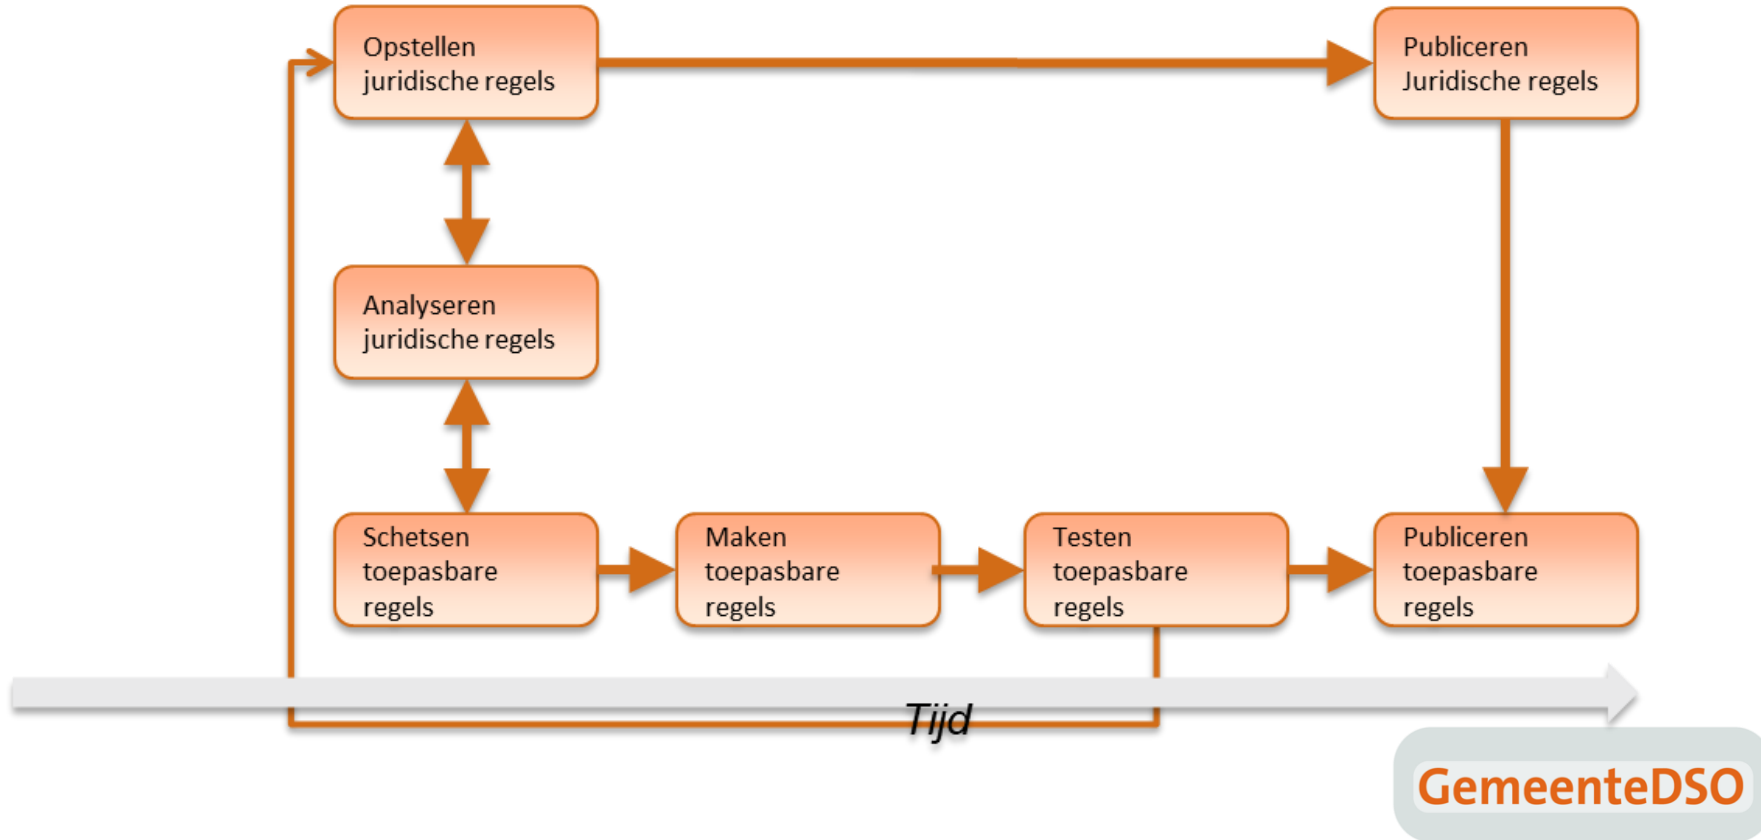 Opstellen
juridische regels
Publiceren
Juridische regels
Analyseren
juridische regels
Schetsen
toepasbare
regels
Maken
toepasbare
regels
Testen
toepasbare
regels
Publiceren
toepasbare
regels
Tijd
GemeenteDSO